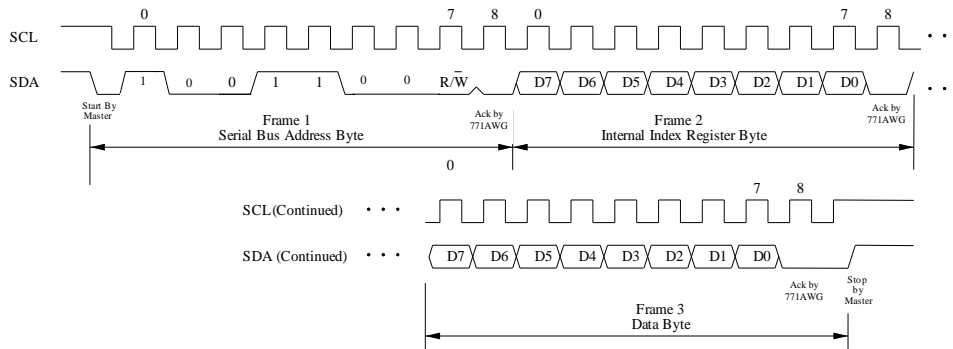 0 7 8 0 7 8
SCL
SDA 1 0 0 1 1 0 0 R/W̅ D7 D6 D5 D4 D3 D2 D1 D0
Start By
Master
Ack by
771AWG
Ack by
771AWG
Frame 1
Serial Bus Address Byte
Frame 2
Internal Index Register Byte
0
7 8
SCL (Continued)
SDA (Continued) D7 D6 D5 D4 D3 D2 D1 D0
Ack by
771AWG
Stop
by
Master
Frame 3
Data Byte